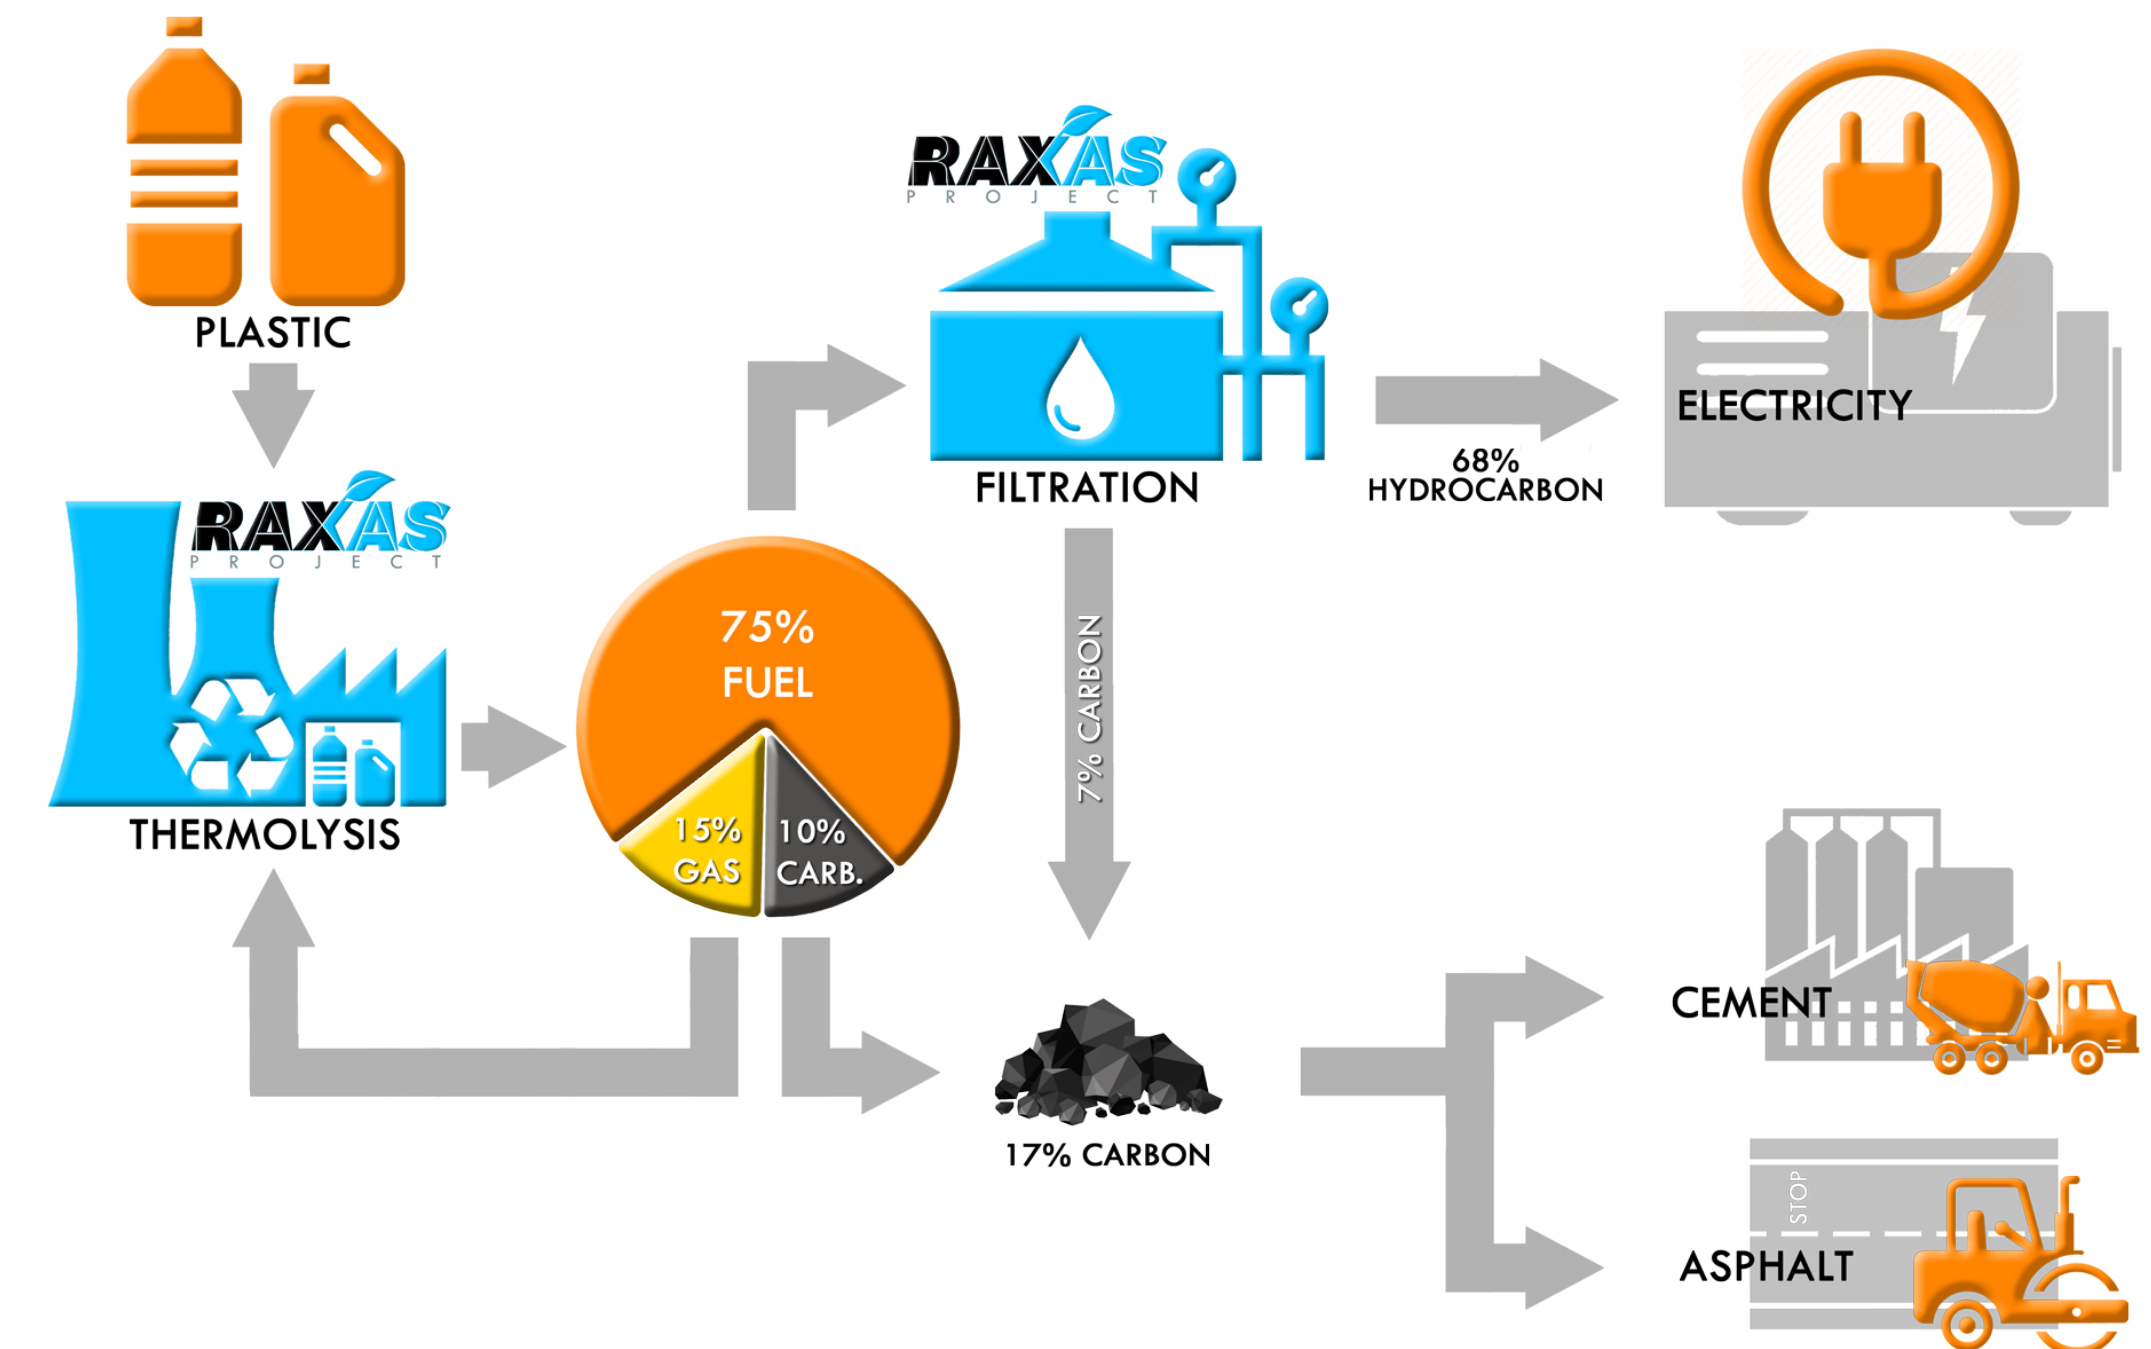 PLASTIC
RAXAS
PROJECT
THERMOLYSIS
75%
FUEL
15%
GAS
10%
CARB.
RAXAS
PROJECT
FILTRATION
68%
HYDROCARBON
ELECTRICITY
7% CARBON
17% CARBON
CEMENT
STOP
ASPHALT